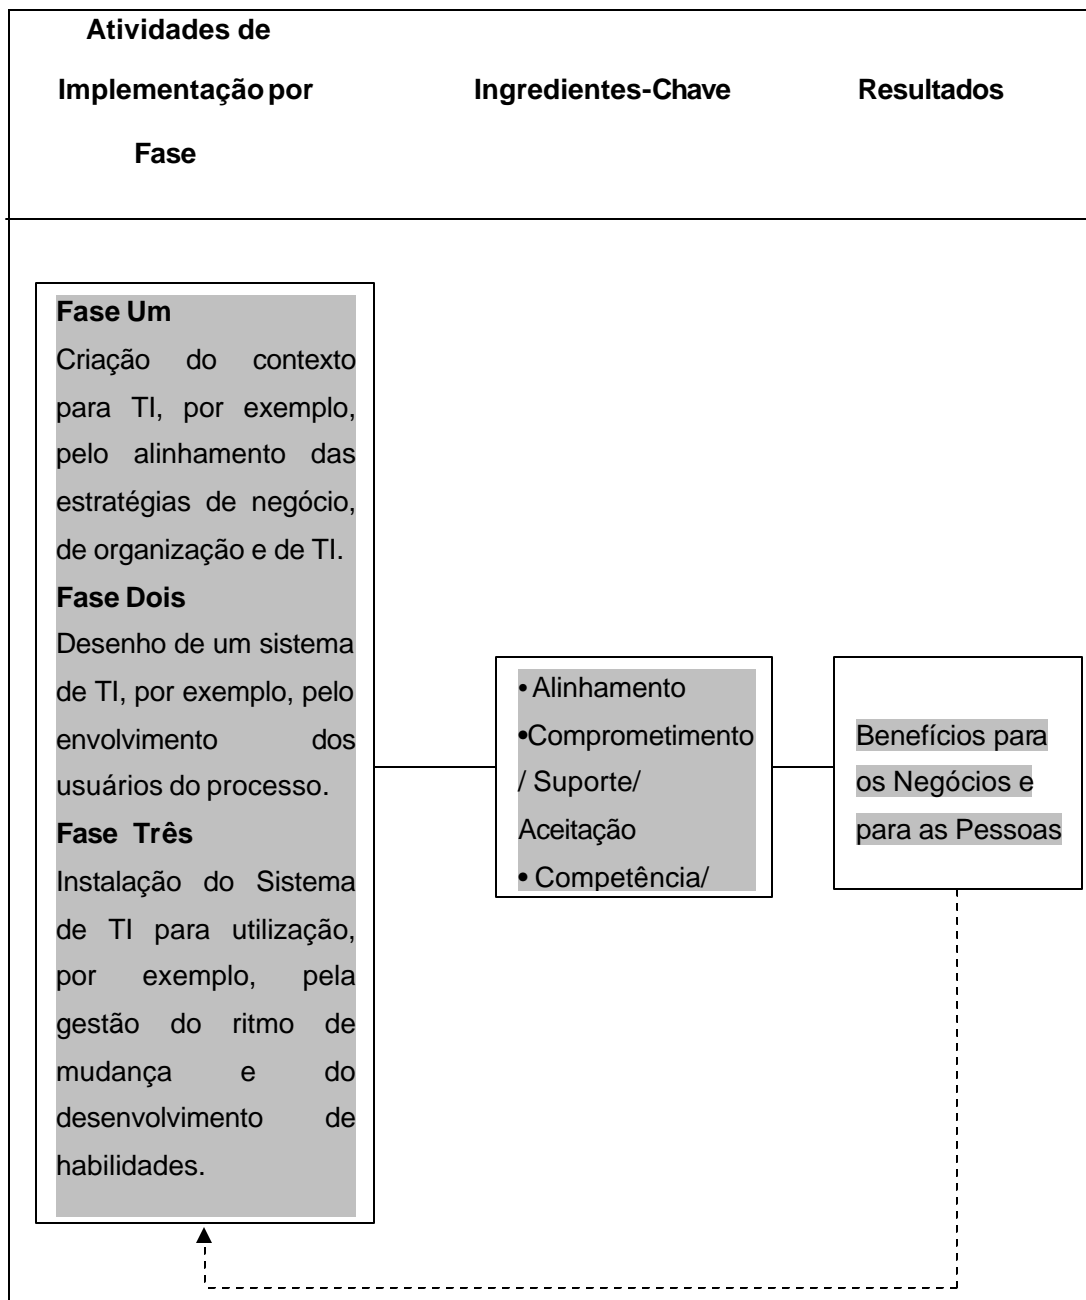 Atividades de
Implementação por
Fase
Ingredientes-Chave
Resultados
Fase Um
Criação do contexto
para TI, por exemplo,
pelo alinhamento das
estratégias de negócio,
de organização e de TI.
Fase Dois
Desenho de um sistema
de TI, por exemplo, pelo
envolvimento dos
usuários do processo.
Fase Três
Instalação do Sistema
de TI para utilização,
por exemplo, pela
gestão do ritmo de
mudança e do
desenvolvimento de
habilidades.
• Alinhamento
•Comprometimento
/ Suporte/
Aceitação
• Competência/
Benefícios para
os Negócios e
para as Pessoas